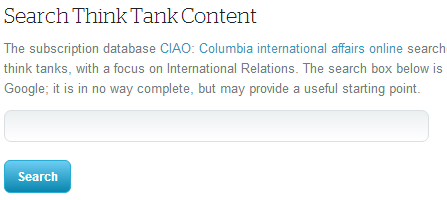 Search Think Tank Content
The subscription database CIAO: Columbia international affairs online search
think tanks, with a focus on International Relations. The search box below is
Google; it is in no way complete, but may provide a useful starting point.
Search